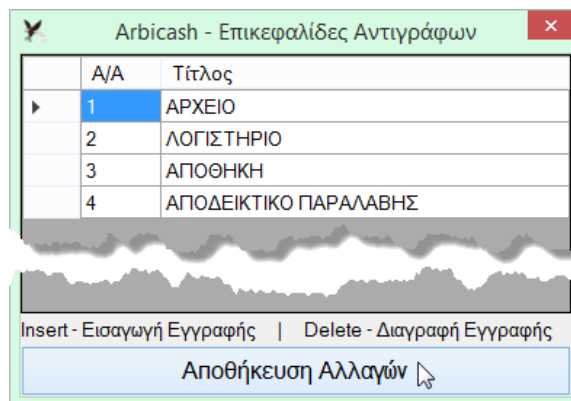 Arbicash - Επικεφαλίδες Αντιγράφων
Α/Α Τίτλος
1 ΑΡΧΕΙΟ
2 ΛΟΓΙΣΤΗΡΙΟ
3 ΑΠΟΘΗΚΗ
4 ΑΠΟΔΕΙΚΤΙΚΟ ΠΑΡΑΛΑΒΗΣ
Insert - Εισαγωγή Εγγραφής | Delete - Διαγραφή Εγγραφής
Αποθήκευση Αλλαγών